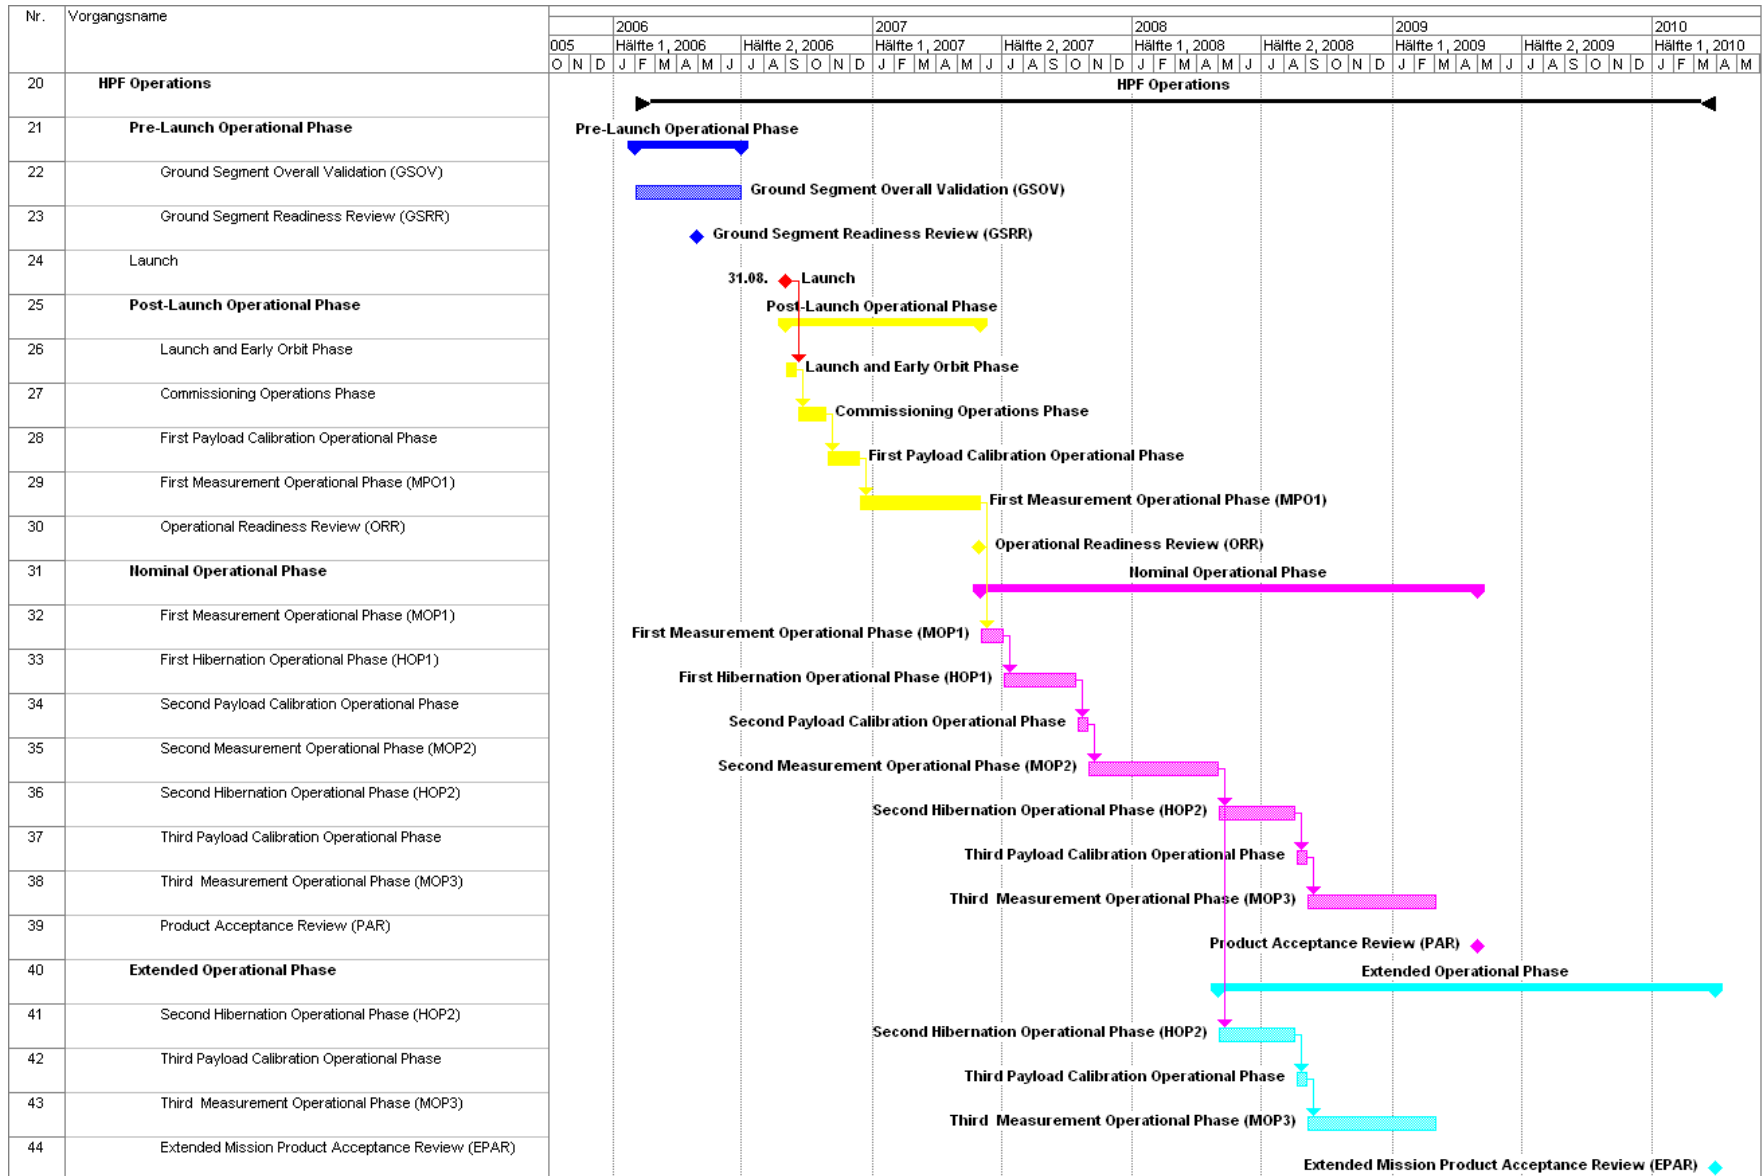 Nr. Vorgangsname
2006 2007 2008 2009 2010
005 Hälfte 1, 2006 Hälfte 2, 2006 Hälfte 1, 2007 Hälfte 2, 2007 Hälfte 1, 2008 Hälfte 2, 2008 Hälfte 1, 2009 Hälfte 2, 2009 Hälfte 1, 2010
O N D J F M A M J J A S O N D J F M A M J J A S O N D J F M A M J J A S O N D J F M A M J J A S O N D J F M A M
20 HPF Operations HPF Operations
21 Pre-Launch Operational Phase Pre-Launch Operational Phase
22 Ground Segment Overall Validation (GSOV) Ground Segment Overall Validation (GSOV)
23 Ground Segment Readiness Review (GSRR) Ground Segment Readiness Review (GSRR)
24 Launch 31.08. Launch
25 Post-Launch Operational Phase Post-Launch Operational Phase
26 Launch and Early Orbit Phase Launch and Early Orbit Phase
27 Commissioning Operations Phase Commissioning Operations Phase
28 First Payload Calibration Operational Phase First Payload Calibration Operational Phase
29 First Measurement Operational Phase (MPO1) First Measurement Operational Phase (MPO1)
30 Operational Readiness Review (ORR) Operational Readiness Review (ORR)
31 Nominal Operational Phase Nominal Operational Phase
32 First Measurement Operational Phase (MOP1) First Measurement Operational Phase (MOP1)
33 First Hibernation Operational Phase (HOP1) First Hibernation Operational Phase (HOP1)
34 Second Payload Calibration Operational Phase Second Payload Calibration Operational Phase
35 Second Measurement Operational Phase (MOP2) Second Measurement Operational Phase (MOP2)
36 Second Hibernation Operational Phase (HOP2) Second Hibernation Operational Phase (HOP2)
37 Third Payload Calibration Operational Phase Third Payload Calibration Operational Phase
38 Third Measurement Operational Phase (MOP3) Third Measurement Operational Phase (MOP3)
39 Product Acceptance Review (PAR) Product Acceptance Review (PAR)
40 Extended Operational Phase Extended Operational Phase
41 Second Hibernation Operational Phase (HOP2) Second Hibernation Operational Phase (HOP2)
42 Third Payload Calibration Operational Phase Third Payload Calibration Operational Phase
43 Third Measurement Operational Phase (MOP3) Third Measurement Operational Phase (MOP3)
44 Extended Mission Product Acceptance Review (EPAR) Extended Mission Product Acceptance Review (EPAR)